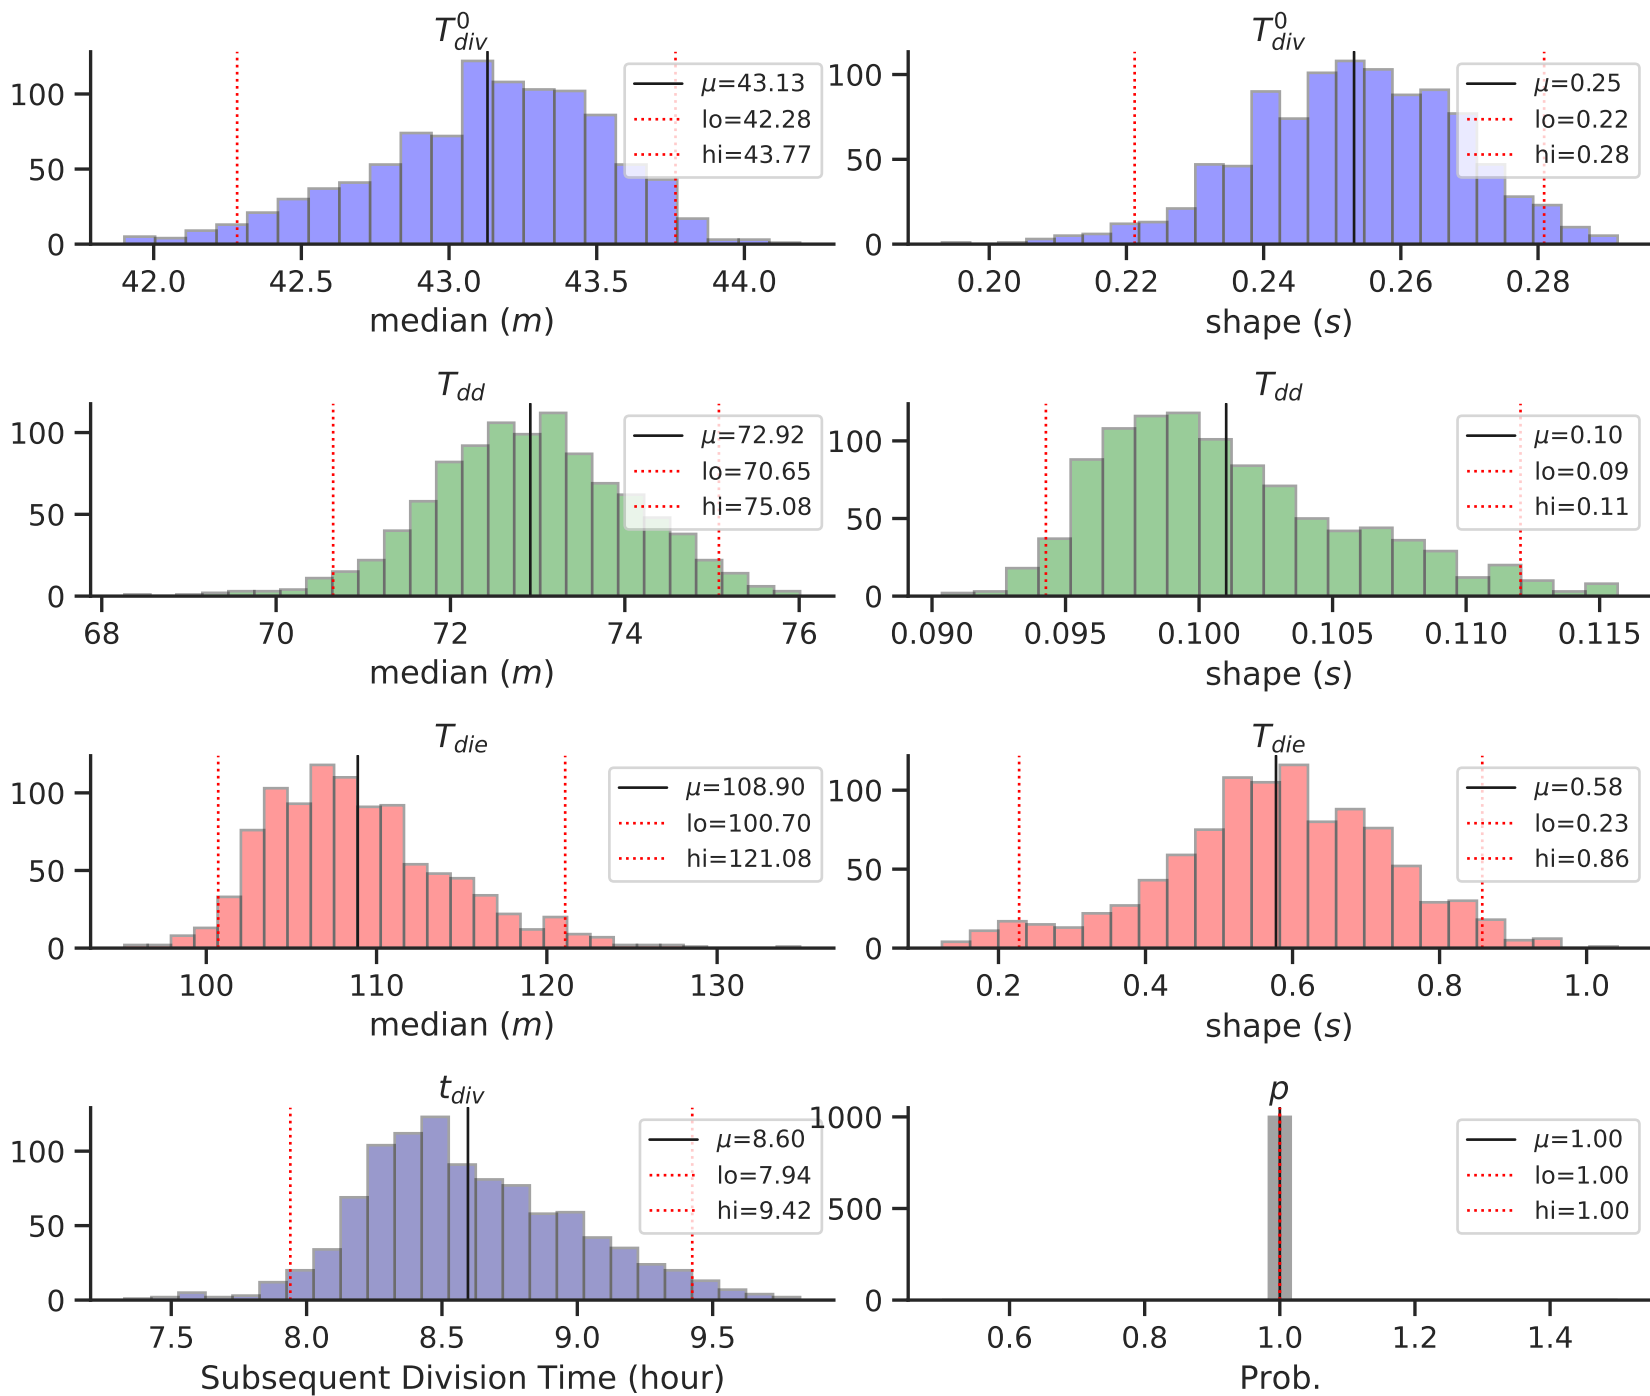 T⁰div
100
50
0
μ=43.13
lo=42.28
hi=43.77
42.0 42.5 43.0 43.5 44.0
median (m)
T⁰div
100
50
0
μ=0.25
lo=0.22
hi=0.28
0.20 0.22 0.24 0.26 0.28
shape (s)
Tdd
100
50
0
μ=72.92
lo=70.65
hi=75.08
68 70 72 74 76
median (m)
Tdd
100
50
0
μ=0.10
lo=0.09
hi=0.11
0.090 0.095 0.100 0.105 0.110 0.115
shape (s)
Tdie
100
50
0
μ=108.90
lo=100.70
hi=121.08
100 110 120 130
median (m)
Tdie
100
50
0
μ=0.58
lo=0.23
hi=0.86
0.2 0.4 0.6 0.8 1.0
shape (s)
tdiv
100
50
0
μ=8.60
lo=7.94
hi=9.42
7.5 8.0 8.5 9.0 9.5
Subsequent Division Time (hour)
p
1000
500
0
μ=1.00
lo=1.00
hi=1.00
0.6 0.8 1.0 1.2 1.4
Prob.